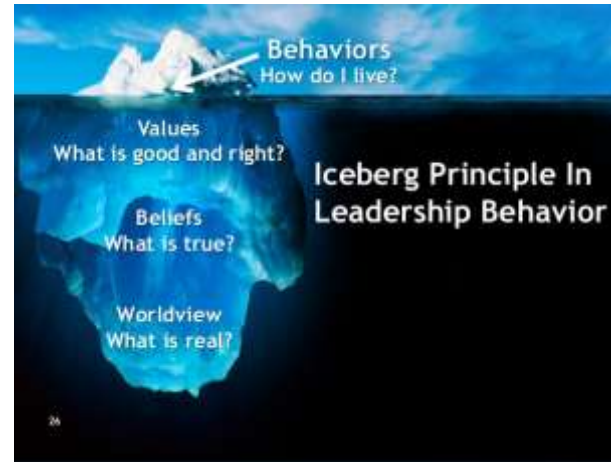 Behaviors
How do I live?
Values
What is good and right?
Iceberg Principle In
Leadership Behavior
Beliefs
What is true?
Worldview
What is real?
26